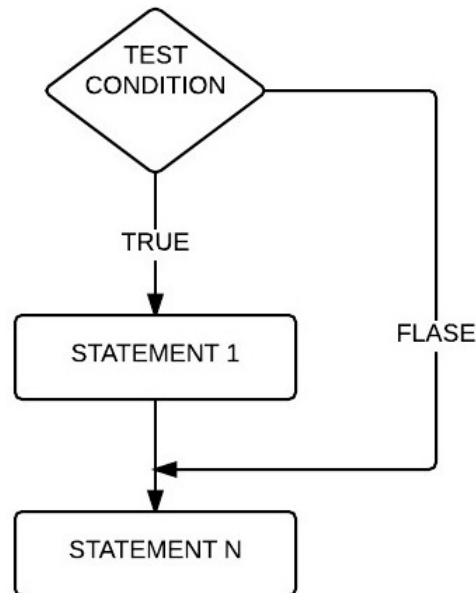 TEST
CONDITION
TRUE
STATEMENT 1
FLASE
STATEMENT N